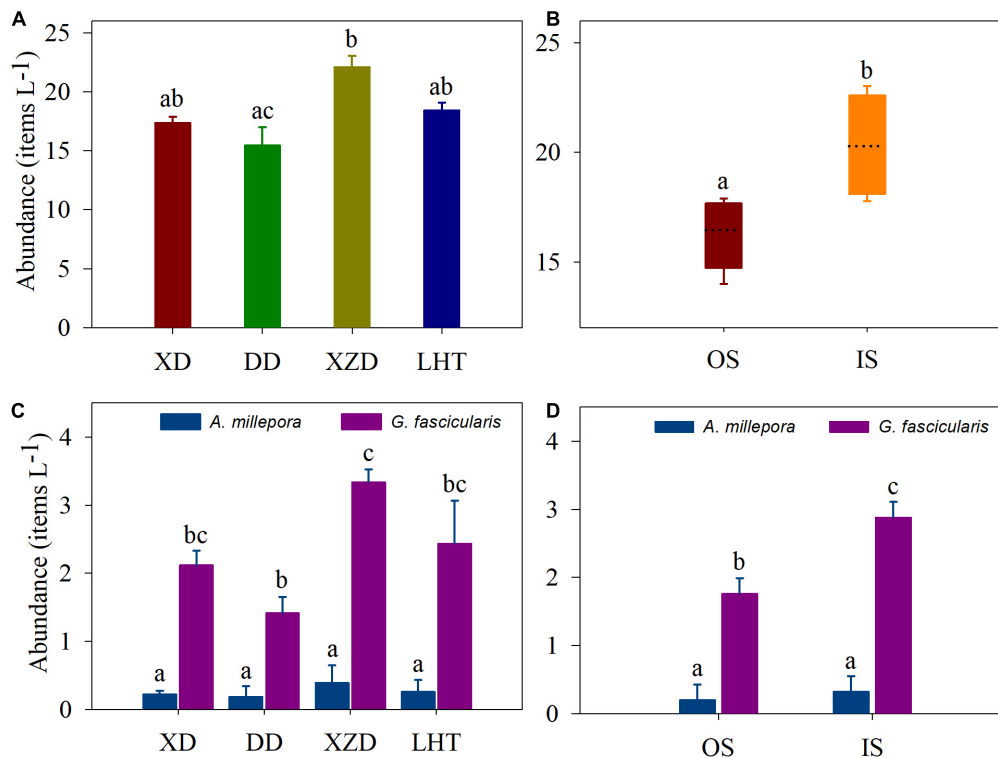 A
Abundance (items L-1)
25
20
15
10
5
0
ab
ac
b
ab
XD DD XZD LHT
B
25
20
15
a
b
OS IS
C
A. millepora G. fascicularis
Abundance (items L-1)
4
3
2
1
0
a
bc
a
b
a
c
a
bc
XD DD XZD LHT
D
A. millepora G. fascicularis
4
3
2
1
0
a
b
a
c
OS IS